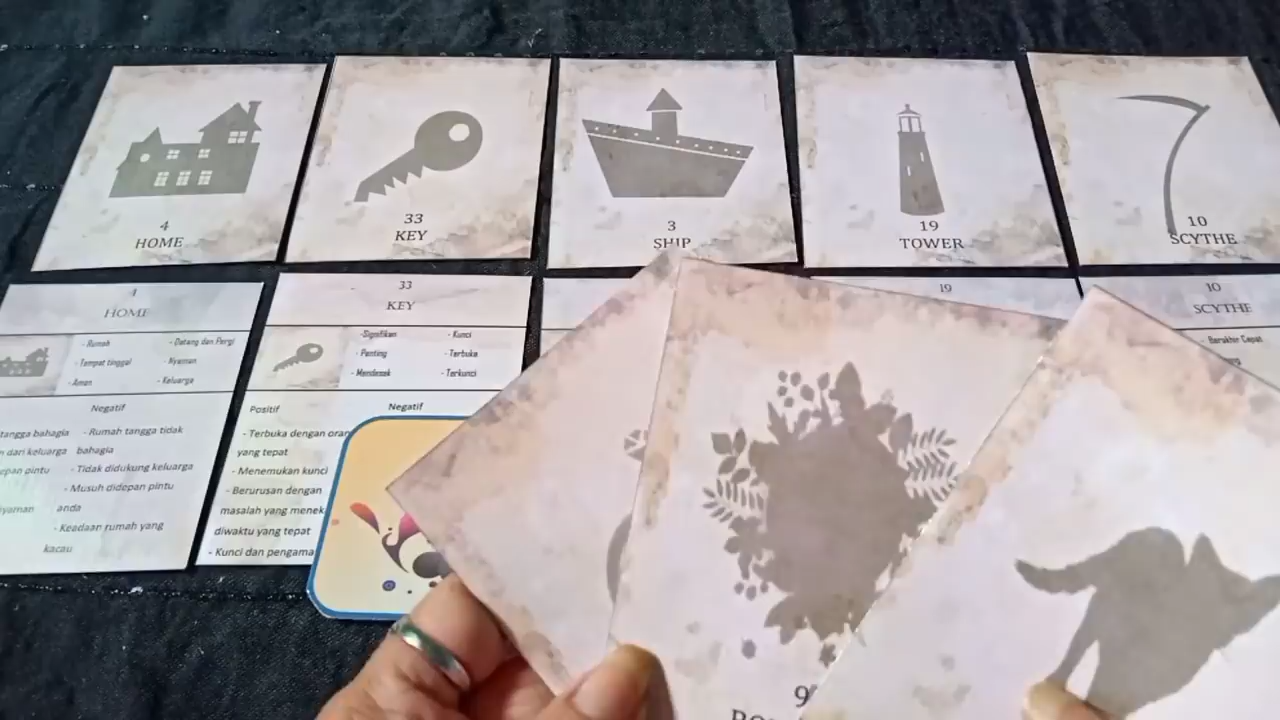 4
HOME
33
KEY
3
SHIP
19
TOWER
10
SCYTHE
4
HOME
- Rumah
- Tempat tinggal
- Aman
- Datang dan Pergi
- Nyaman
- Keluarga
Negatif
tangga bahagia
dari keluarga
pintu
- Rumah tangga tidak
bahagia
- Tidak didukung keluarga
- Musuh didepan pintu
anda
- Keadaan rumah yang
kacau
33
KEY
-Signifikan
- Penting
- Mendesak
- Kunci
- Terbuka
- Terkunci
Positif
Negatif
- Terbuka dengan oran
yang tepat
- Menemukan kunci
- Berurusan dengan
masalah yang menek
diwaktu yang tepat
- Kunci dan pengama
19
10
SCYTHE
- Berakhir Cepat
9